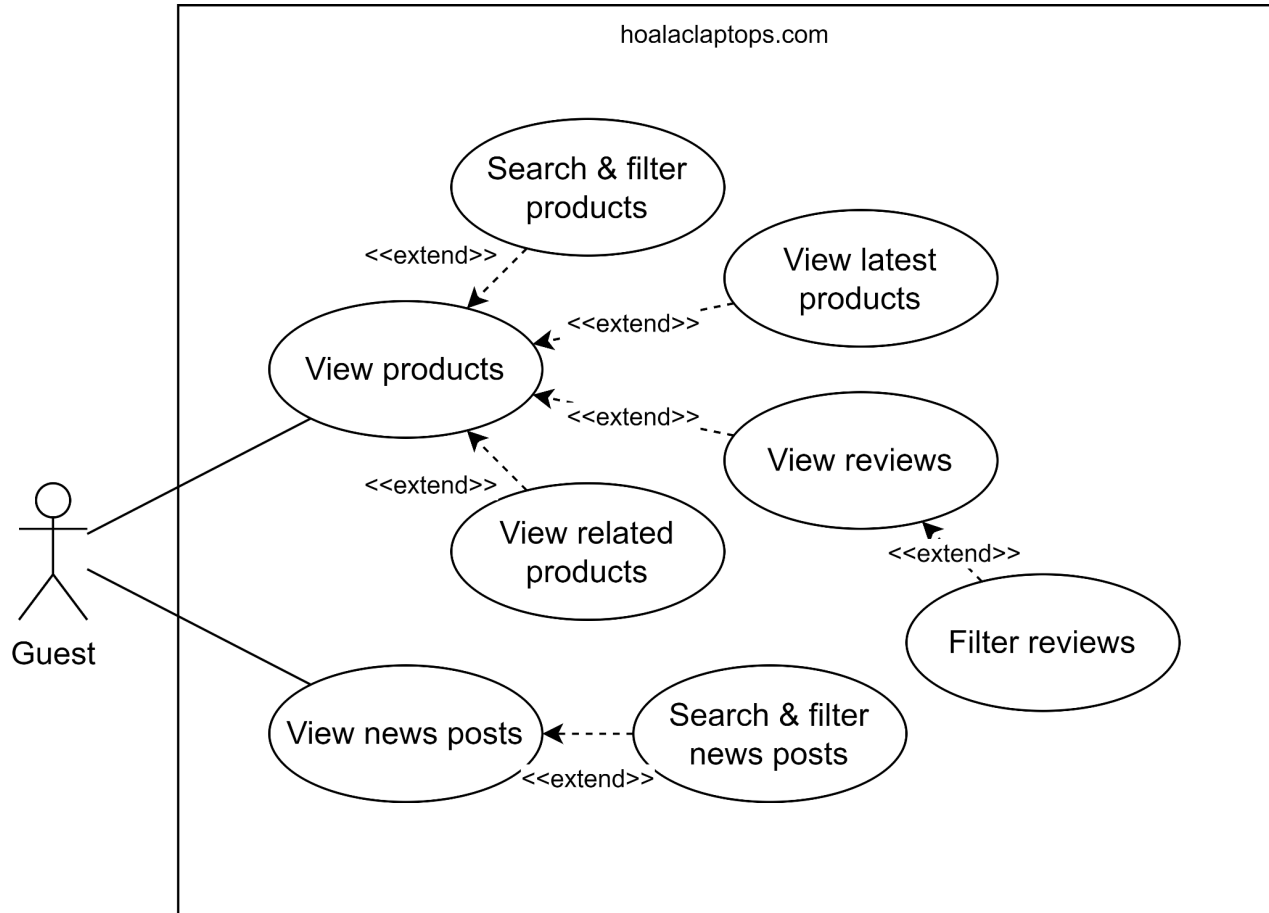 hoalaclaptops.com
Search & filter
products
<<extend>>
View latest
products
<<extend>>
View products
<<extend>>
View reviews
<<extend>>
View related
products
<<extend>>
Guest
Filter reviews
View news posts
Search & filter
news posts
<<extend>>